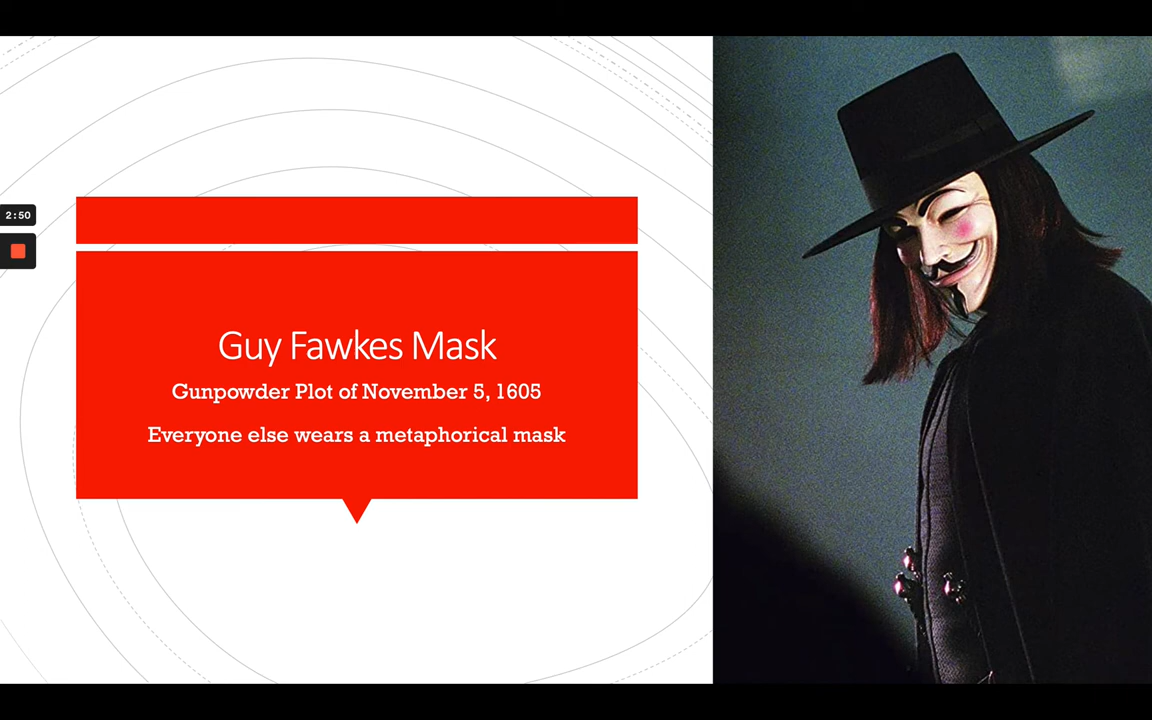 2:50
Guy Fawkes Mask
Gunpowder Plot of November 5, 1605
Everyone else wears a metaphorical mask